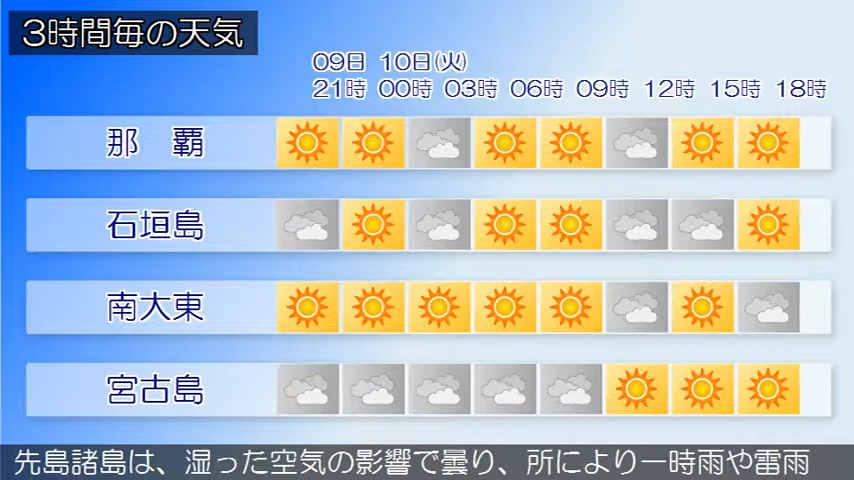 3時間毎の天気
09日 10日(火)
21時 00時 03時 06時 09時 12時 15時 18時
那 覇
石垣島
南大東
宮古島
先島諸島は、湿った空気の影響で曇り、所により一時雨や雷雨